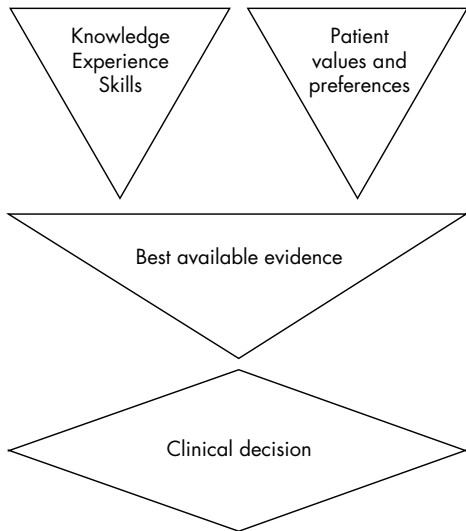 Knowledge
Experience
Skills
Patient
values and
preferences
Best available evidence
Clinical decision